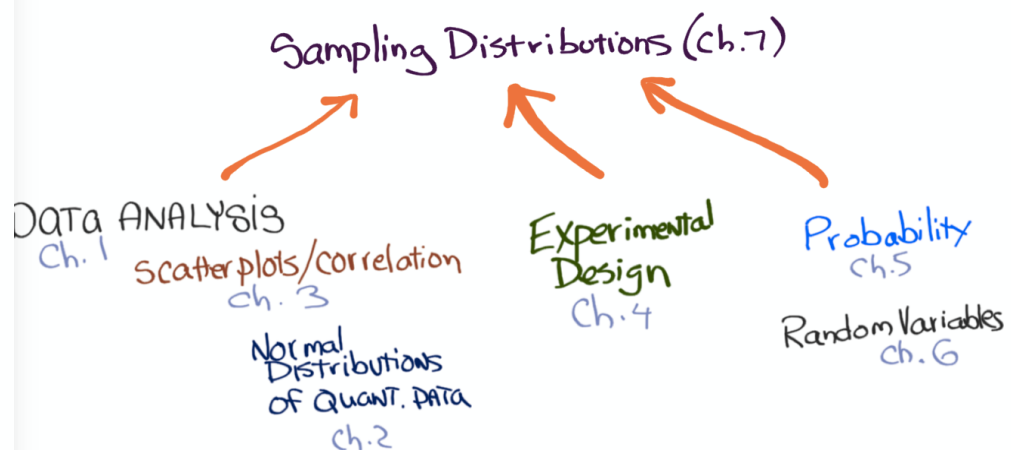 Sampling Distributions (Ch.7)
DATA ANALYSIS
Ch. 1
Scatterplots/correlation
Ch. 3
Normal
Distributions
of QUANT. DATA
Ch.2
Experimental
Design
Ch.4
Probability
Ch.5
Random Variables
Ch. 6